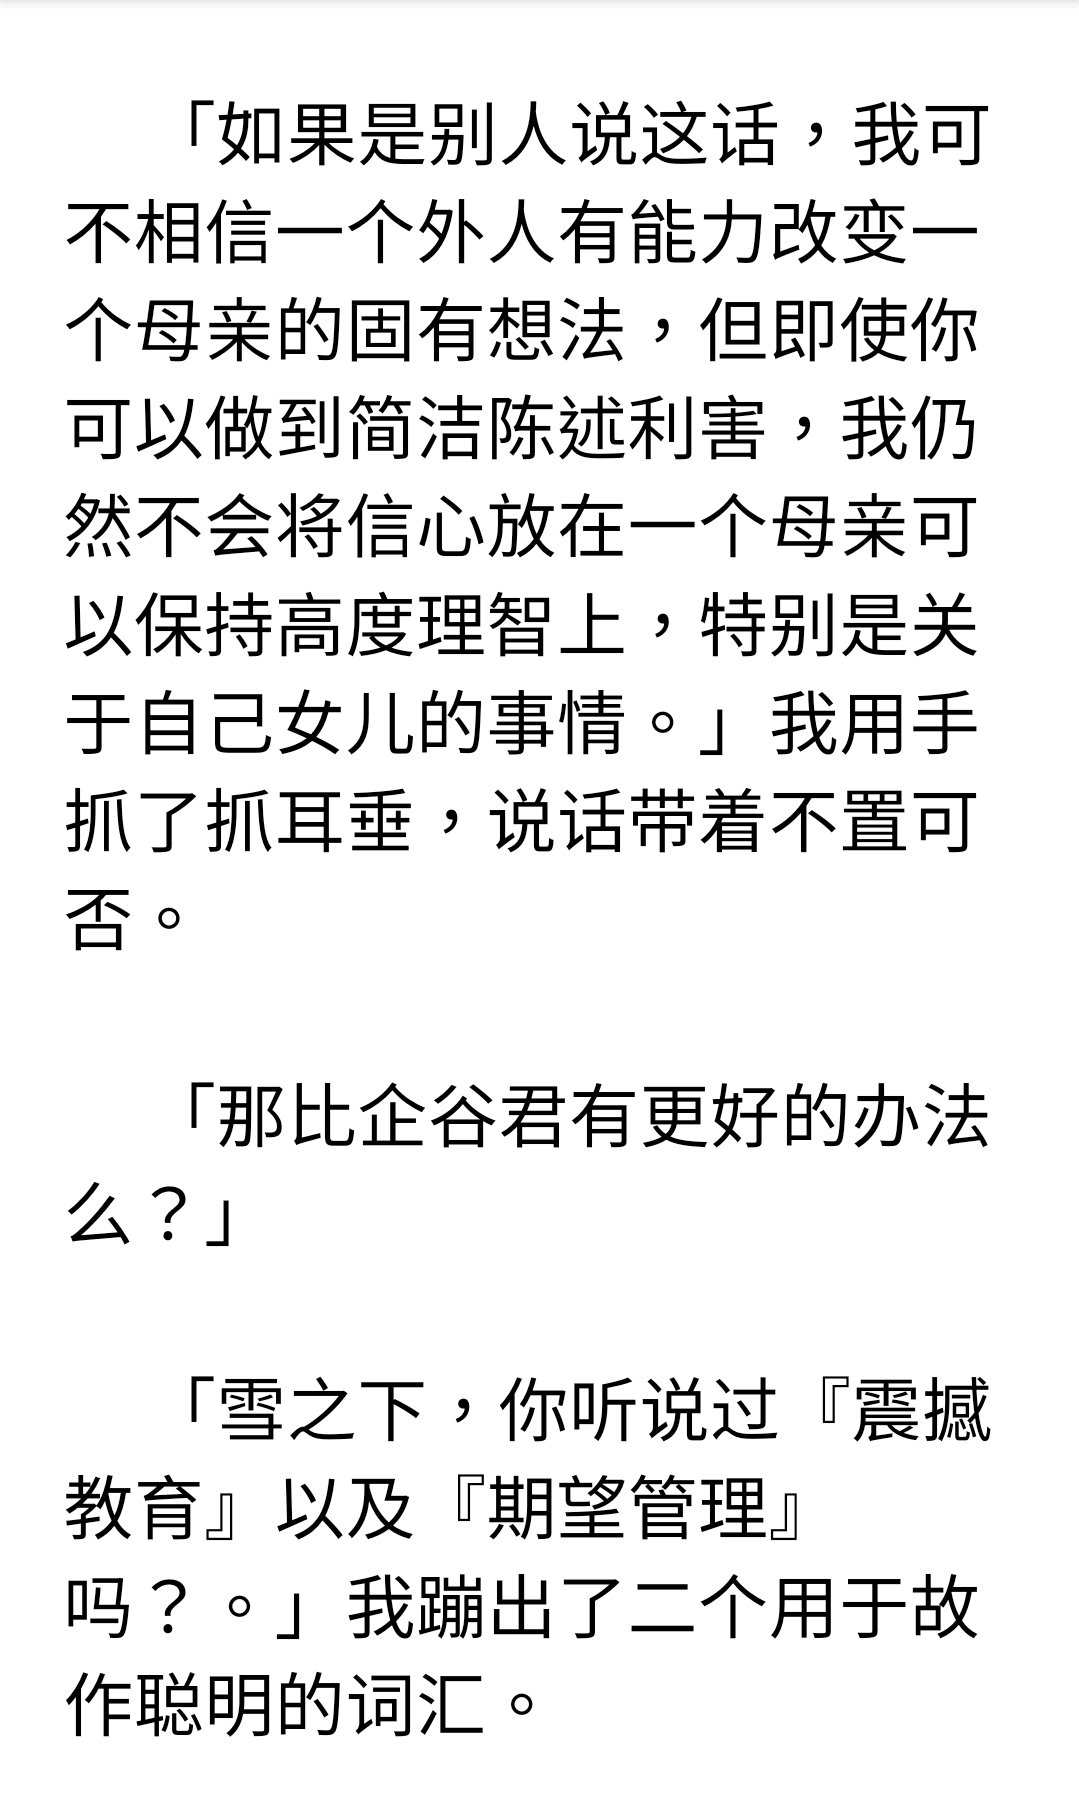 「如果是别人说这话，我可
不相信一个外人有能力改变一
个母亲的固有想法，但即使你
可以做到简洁陈述利害，我仍
然不会将信心放在一个母亲可
以保持高度理智上，特别是关
于自己女儿的事情。」我用手
抓了抓耳垂，说话带着不置可
否。
「那比企谷君有更好的办法
么？」
「雪之下，你听说过『震撼
教育』以及『期望管理』
吗？。」我蹦出了二个用于故
作聪明的词汇。